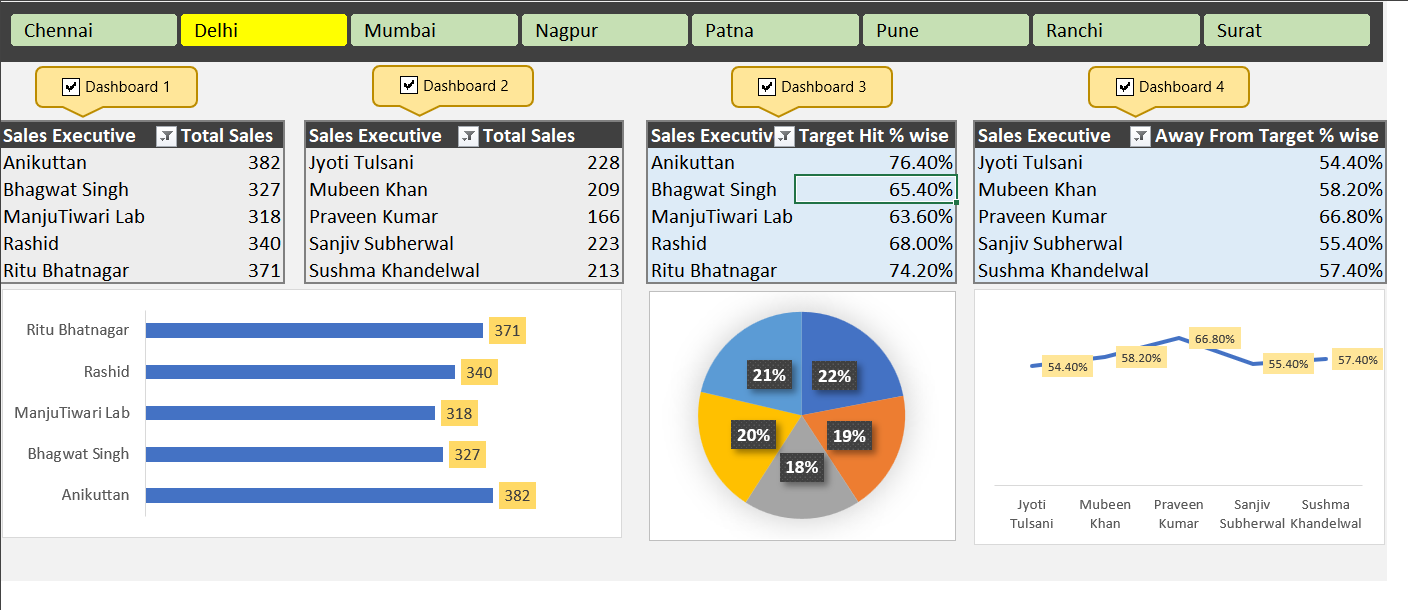 Chennai Delhi Mumbai Nagpur Patna Pune Ranchi Surat
Dashboard 1 Dashboard 2 Dashboard 3 Dashboard 4
Sales Executive Total Sales
Anikuttan 382
Bhagwat Singh 327
ManjuTiwari Lab 318
Rashid 340
Ritu Bhatnagar 371
Sales Executive Total Sales
Jyoti Tulsani 228
Mubeen Khan 209
Praveen Kumar 166
Sanjiv Subherwal 223
Sushma Khandelwal 213
Sales Executiv Target Hit % wise
Anikuttan 76.40%
Bhagwat Singh 65.40%
ManjuTiwari Lab 63.60%
Rashid 68.00%
Ritu Bhatnagar 74.20%
Sales Executive Away From Target % wise
Jyoti Tulsani 54.40%
Mubeen Khan 58.20%
Praveen Kumar 66.80%
Sanjiv Subherwal 55.40%
Sushma Khandelwal 57.40%
Ritu Bhatnagar 371
Rashid 340
ManjuTiwari Lab 318
Bhagwat Singh 327
Anikuttan 382
21% 22%
20% 19%
18%
54.40% 58.20% 66.80% 55.40% 57.40%
Jyoti Mubeen Praveen Sanjiv Sushma
Tulsani Khan Kumar Subherwal Khandelwal